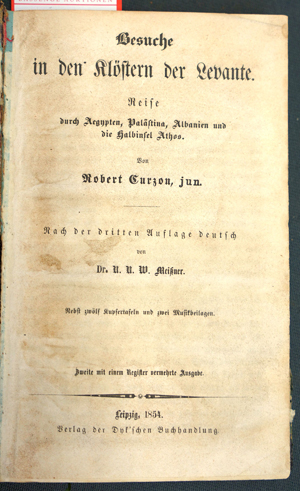 Besuche
in den Klöstern der Levante.
Reise
durch Aegypten, Palästina, Albanien und
die Halbinsel Athos.
Von
Robert Curzon, jun.
Nach der dritten Auflage deutsch
von
Dr. N. N. W. Meißner.
Nebst zwölf Kupfertafeln und zwei Musikbeilagen.
Zweite mit einem Register vermehrte Ausgabe.
Leipzig, 1854.
Verlag der Dyk'schen Buchhandlung